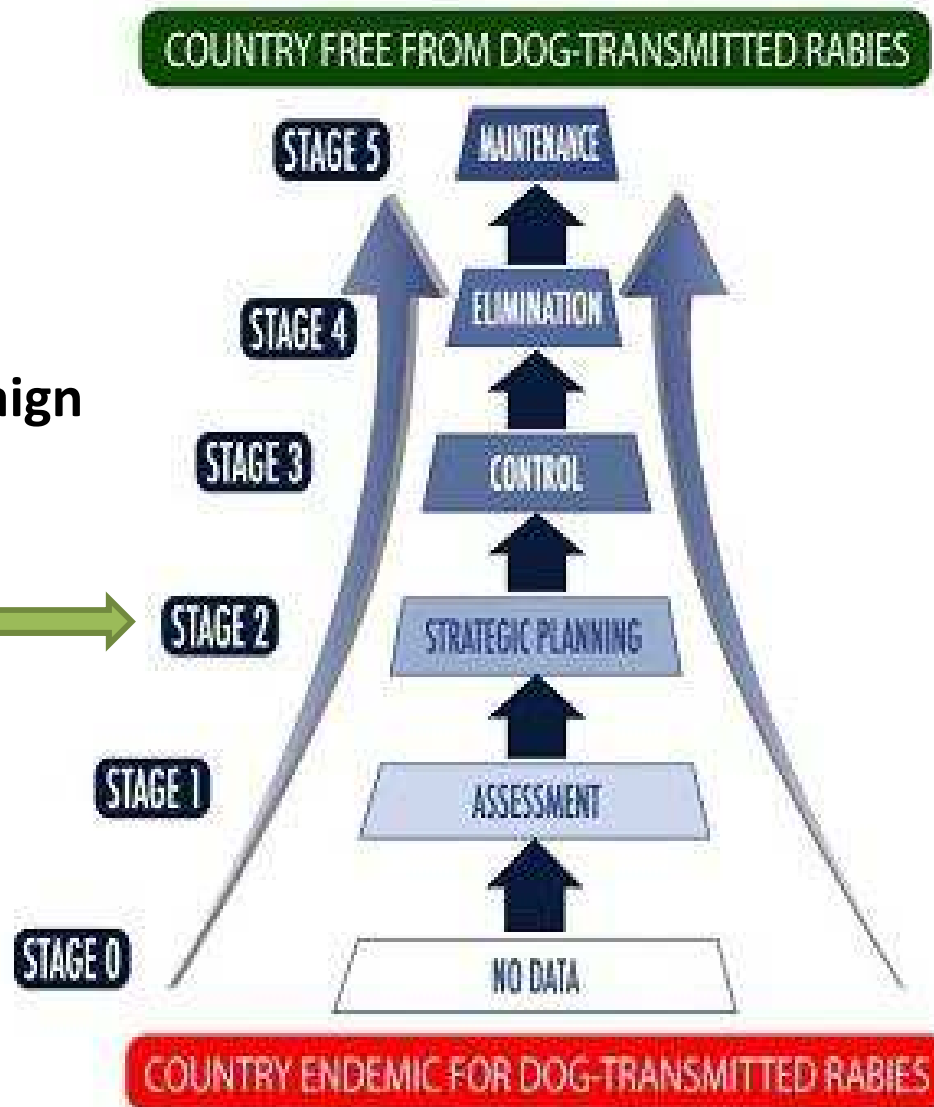 COUNTRY FREE FROM DOG-TRANSMITTED RABIES
STAGE 5 MAINTENANCE
STAGE 4 ELIMINATION
nign
STAGE 3 CONTROL
STAGE 2 STRATEGIC PLANNING
STAGE 1 ASSESSMENT
STAGE 0 NO DATA
COUNTRY ENDEMIC FOR DOG-TRANSMITTED RABIES